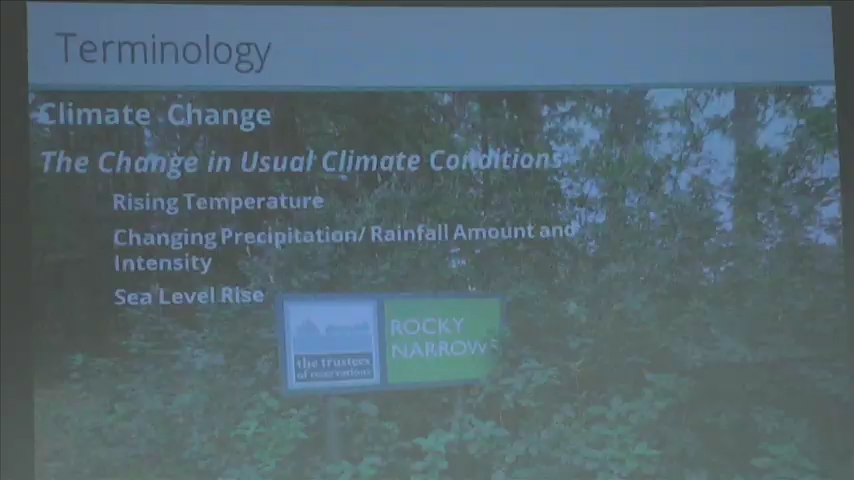 Terminology
Climate Change
The Change in Usual Climate Conditions
Rising Temperature
Changing Precipitation/ Rainfall Amount and
Intensity
Sea Level Rise
ROCKY
NARROWS
the trustees
of reservations